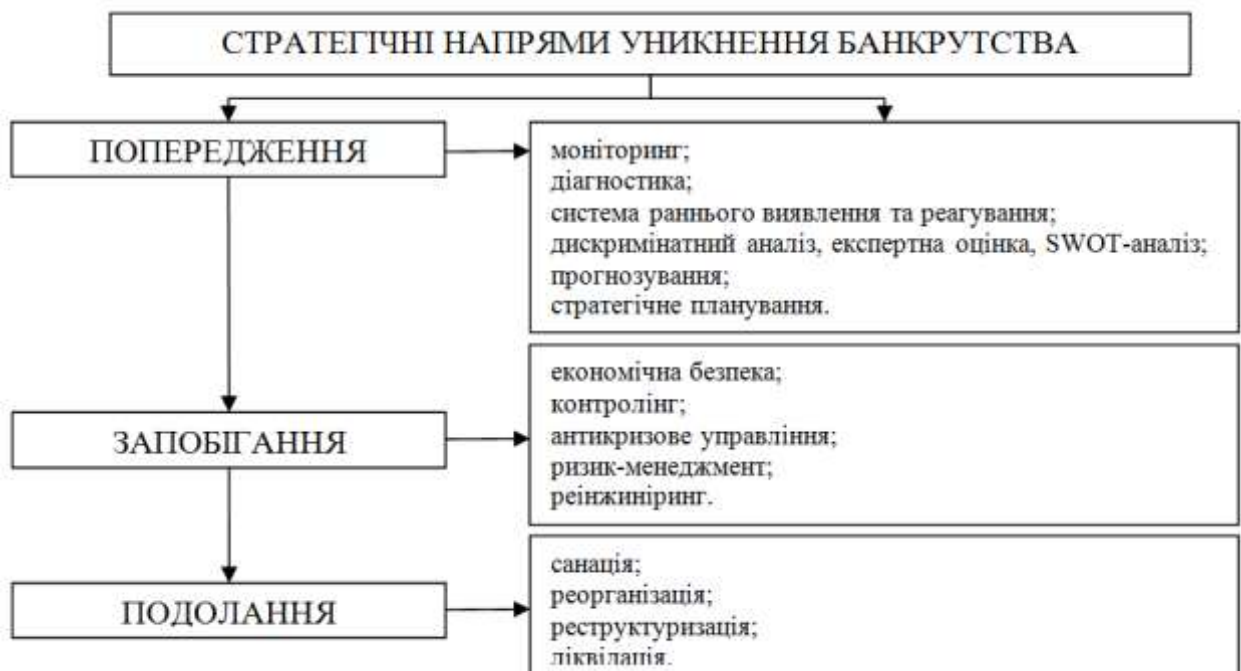 СТРАТЕГІЧНІ НАПРЯМИ УНИКНЕННЯ БАНКРУТСТВА
ПОПЕРЕДЖЕННЯ
моніторинг;
діагностика;
система раннього виявлення та реагування;
дискримінатний аналіз, експертна оцінка, SWOT-аналіз;
прогнозування;
стратегічне планування.
ЗАПОБІГАННЯ
економічна безпека;
контролінг;
антикризове управління;
ризик-менеджмент;
реінжиніринг.
ПОДОЛАННЯ
санація;
реорганізація;
реструктуризація;
ліквідація.